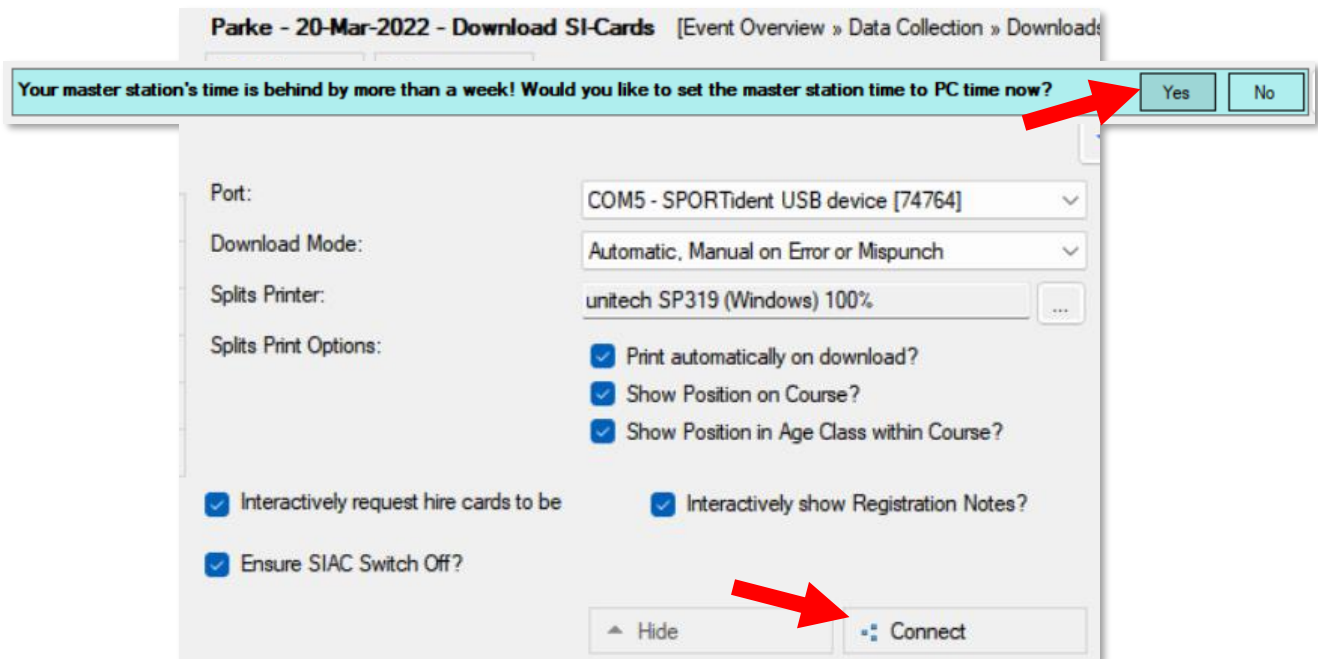 Parke - 20-Mar-2022 - Download SI-Cards [Event Overview » Data Collection » Downloads
Your master station's time is behind by more than a week! Would you like to set the master station time to PC time now? Yes No
Port: COM5 - SPORTident USB device [74764]
Download Mode: Automatic, Manual on Error or Mispunch
Splits Printer: unitech SP319 (Windows) 100% ...
Splits Print Options: Print automatically on download?
Show Position on Course?
Show Position in Age Class within Course?
Interactively request hire cards to be Interactively show Registration Notes?
Ensure SIAC Switch Off?
Hide Connect